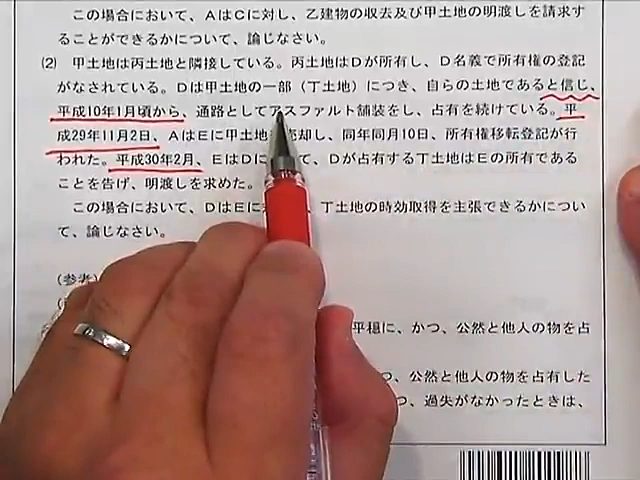 この場合において、AはCに対し、乙建物の収去及び甲土地の明渡しを請求す
ることができるかについて、論じなさい。
(2) 甲土地は丙土地と隣接している。丙土地はDが所有し、D名義で所有権の登記
がなされている。Dは甲土地の一部（丁土地）につき、自らの土地であると信じ、
平成10年1月頃から、通路としてアスファルト舗装をし、占有を続けている。平
成29年11月2日、AはEに甲土地 売却し、同年同月10日、所有権移転登記が行
われた。平成30年2月、EはDに て、Dが占有する丁土地はEの所有である
ことを告げ、明渡しを求めた。
この場合において、DはEに 、丁土地の時効取得を主張できるかについ
て、論じなさい。
(参考)
平穏に、かつ、公然と他人の物を占
つ、公然と他人の物を占有した
つ、過失がなかったときは、